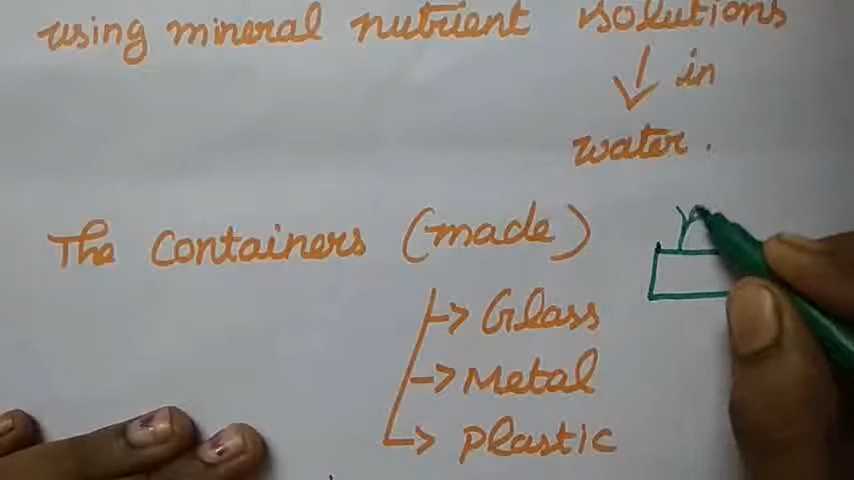 using mineral nutrient solutions
in
water.
The Containers (made)
Glass
Metal
plastic